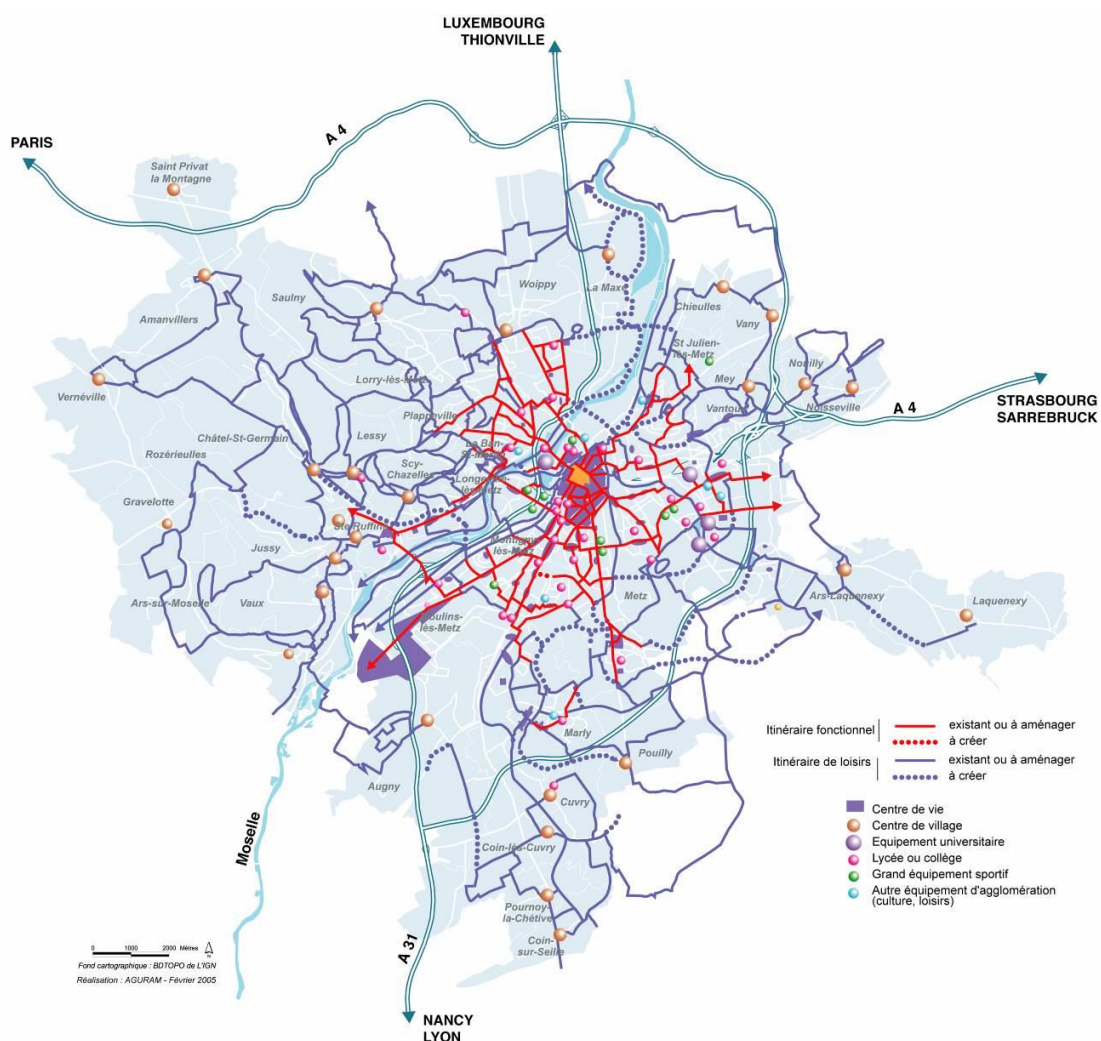 LUXEMBOURG
THIONVILLE
PARIS
A 4
Saint Privat
la Montagne
Woippy
La Maxe
Saulny
Amanvillers
Chieulles
Vany
St Julien-
lès-Metz
Nouilly
Mey
Lorry-lès-Metz
Vernéville
Vantoux
Noisseville
A 4
STRASBOURG
SARREBRUCK
Plappeville
Châtel-St-Germain
Lessy
Le Ban-
St-Martin
Rozérieulles
Scy-
Chazelles
Longeville-
lès-Metz
Gravelotte
Ste Ruffine
Jussy
Montigny-
lès-Metz
Metz
Ars-sur-Moselle
Vaux
Moulins-
lès-Metz
Ars-Laquenexy
Laquenexy
Marly
Pouilly
Augny
Cuvry
Moselle
Coin-lès-Cuvry
Pournoy-
la-Chétive
Coin-
sur-Seille
A 31
NANCY
LYON
Itinéraire fonctionnel
existant ou à aménager
à créer
Itinéraire de loisirs
existant ou à aménager
à créer
Centre de vie
Centre de village
Equipement universitaire
Lycée ou collège
Grand équipement sportif
Autre équipement d'agglomération
(culture, loisirs)
0 1000 2000 Mètres
N
Fond cartographique : BDTOPO de L'IGN
Réalisation : AGURAM - Février 2005